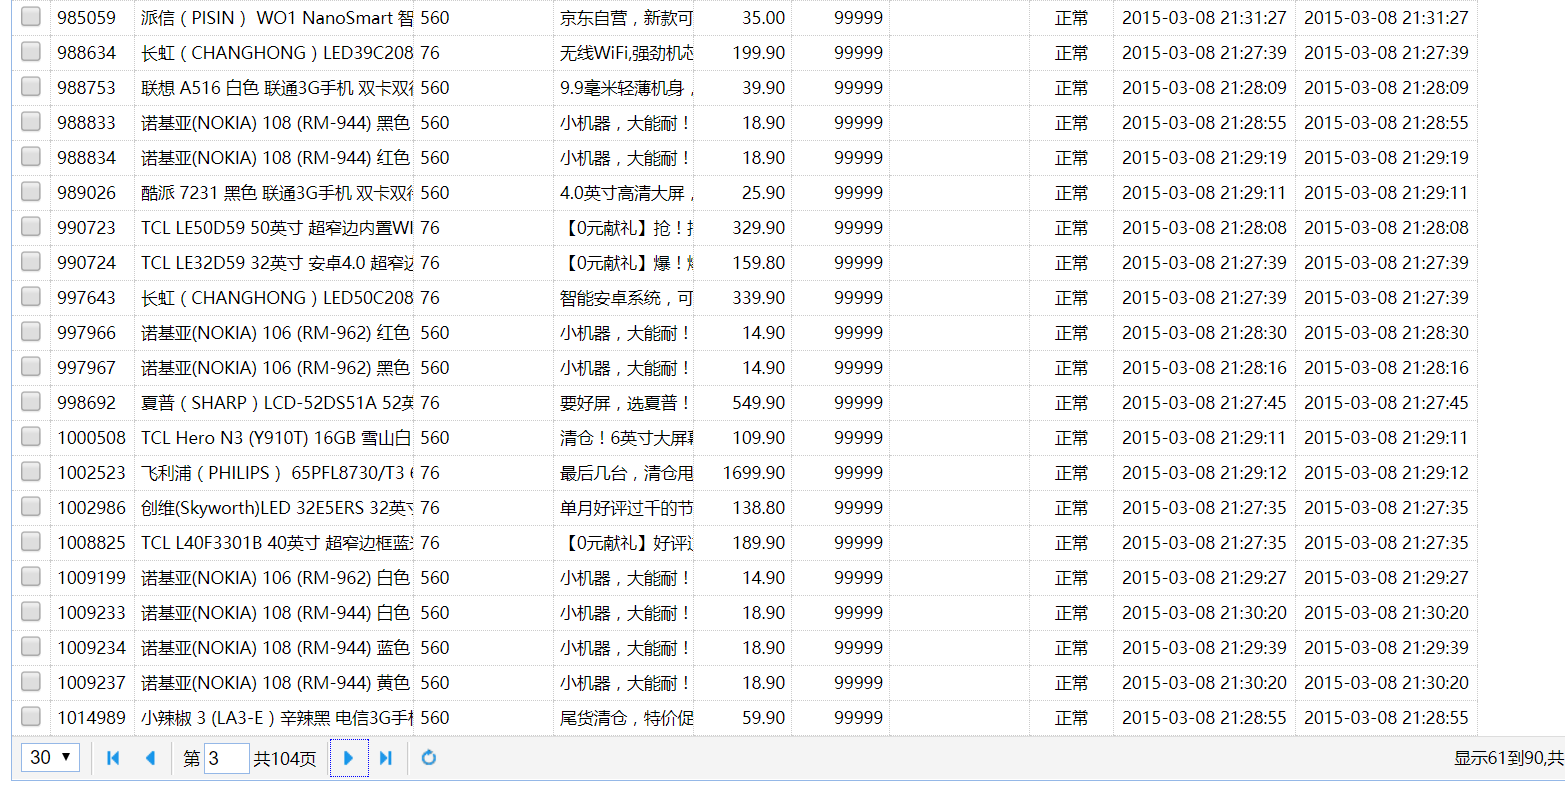 985059 派信（PISIN） WO1 NanoSmart 智 560 京东自营，新款可 35.00 99999 正常 2015-03-08 21:31:27 2015-03-08 21:31:27
988634 长虹（CHANGHONG）LED39C208 76 无线WiFi,强劲机芯 199.90 99999 正常 2015-03-08 21:27:39 2015-03-08 21:27:39
988753 联想 A516 白色 联通3G手机 双卡双待 560 9.9毫米轻薄机身， 39.90 99999 正常 2015-03-08 21:28:09 2015-03-08 21:28:09
988833 诺基亚(NOKIA) 108 (RM-944) 黑色 560 小机器，大能耐！ 18.90 99999 正常 2015-03-08 21:28:55 2015-03-08 21:28:55
988834 诺基亚(NOKIA) 108 (RM-944) 红色 560 小机器，大能耐！ 18.90 99999 正常 2015-03-08 21:29:19 2015-03-08 21:29:19
989026 酷派 7231 黑色 联通3G手机 双卡双待 560 4.0英寸高清大屏， 25.90 99999 正常 2015-03-08 21:29:11 2015-03-08 21:29:11
990723 TCL LE50D59 50英寸 超窄边内置WI 76 【0元献礼】抢！抢 329.90 99999 正常 2015-03-08 21:28:08 2015-03-08 21:28:08
990724 TCL LE32D59 32英寸 安卓4.0 超窄边 76 【0元献礼】爆！爆 159.80 99999 正常 2015-03-08 21:27:39 2015-03-08 21:27:39
997643 长虹（CHANGHONG）LED50C208 76 智能安卓系统，可 339.90 99999 正常 2015-03-08 21:27:39 2015-03-08 21:27:39
997966 诺基亚(NOKIA) 106 (RM-962) 红色 560 小机器，大能耐！ 14.90 99999 正常 2015-03-08 21:28:30 2015-03-08 21:28:30
997967 诺基亚(NOKIA) 106 (RM-962) 黑色 560 小机器，大能耐！ 14.90 99999 正常 2015-03-08 21:28:16 2015-03-08 21:28:16
998692 夏普（SHARP）LCD-52DS51A 52英 76 要好屏，选夏普！ 549.90 99999 正常 2015-03-08 21:27:45 2015-03-08 21:27:45
1000508 TCL Hero N3 (Y910T) 16GB 雪山白 560 清仓！6英寸大屏幕 109.90 99999 正常 2015-03-08 21:29:11 2015-03-08 21:29:11
1002523 飞利浦（PHILIPS） 65PFL8730/T3 6 76 最后几台，清仓甩 1699.90 99999 正常 2015-03-08 21:29:12 2015-03-08 21:29:12
1002986 创维(Skyworth)LED 32E5ERS 32英寸 76 单月好评过千的节 138.80 99999 正常 2015-03-08 21:27:35 2015-03-08 21:27:35
1008825 TCL L40F3301B 40英寸 超窄边框蓝光 76 【0元献礼】好评过 189.90 99999 正常 2015-03-08 21:27:35 2015-03-08 21:27:35
1009199 诺基亚(NOKIA) 106 (RM-962) 白色 560 小机器，大能耐！ 14.90 99999 正常 2015-03-08 21:29:27 2015-03-08 21:29:27
1009233 诺基亚(NOKIA) 108 (RM-944) 白色 560 小机器，大能耐！ 18.90 99999 正常 2015-03-08 21:30:20 2015-03-08 21:30:20
1009234 诺基亚(NOKIA) 108 (RM-944) 蓝色 560 小机器，大能耐！ 18.90 99999 正常 2015-03-08 21:29:39 2015-03-08 21:29:39
1009237 诺基亚(NOKIA) 108 (RM-944) 黄色 560 小机器，大能耐！ 18.90 99999 正常 2015-03-08 21:30:20 2015-03-08 21:30:20
1014989 小辣椒 3 (LA3-E）辛辣黑 电信3G手机 560 尾货清仓，特价促 59.90 99999 正常 2015-03-08 21:28:55 2015-03-08 21:28:55
30 第 3 共104页 显示61到90,共